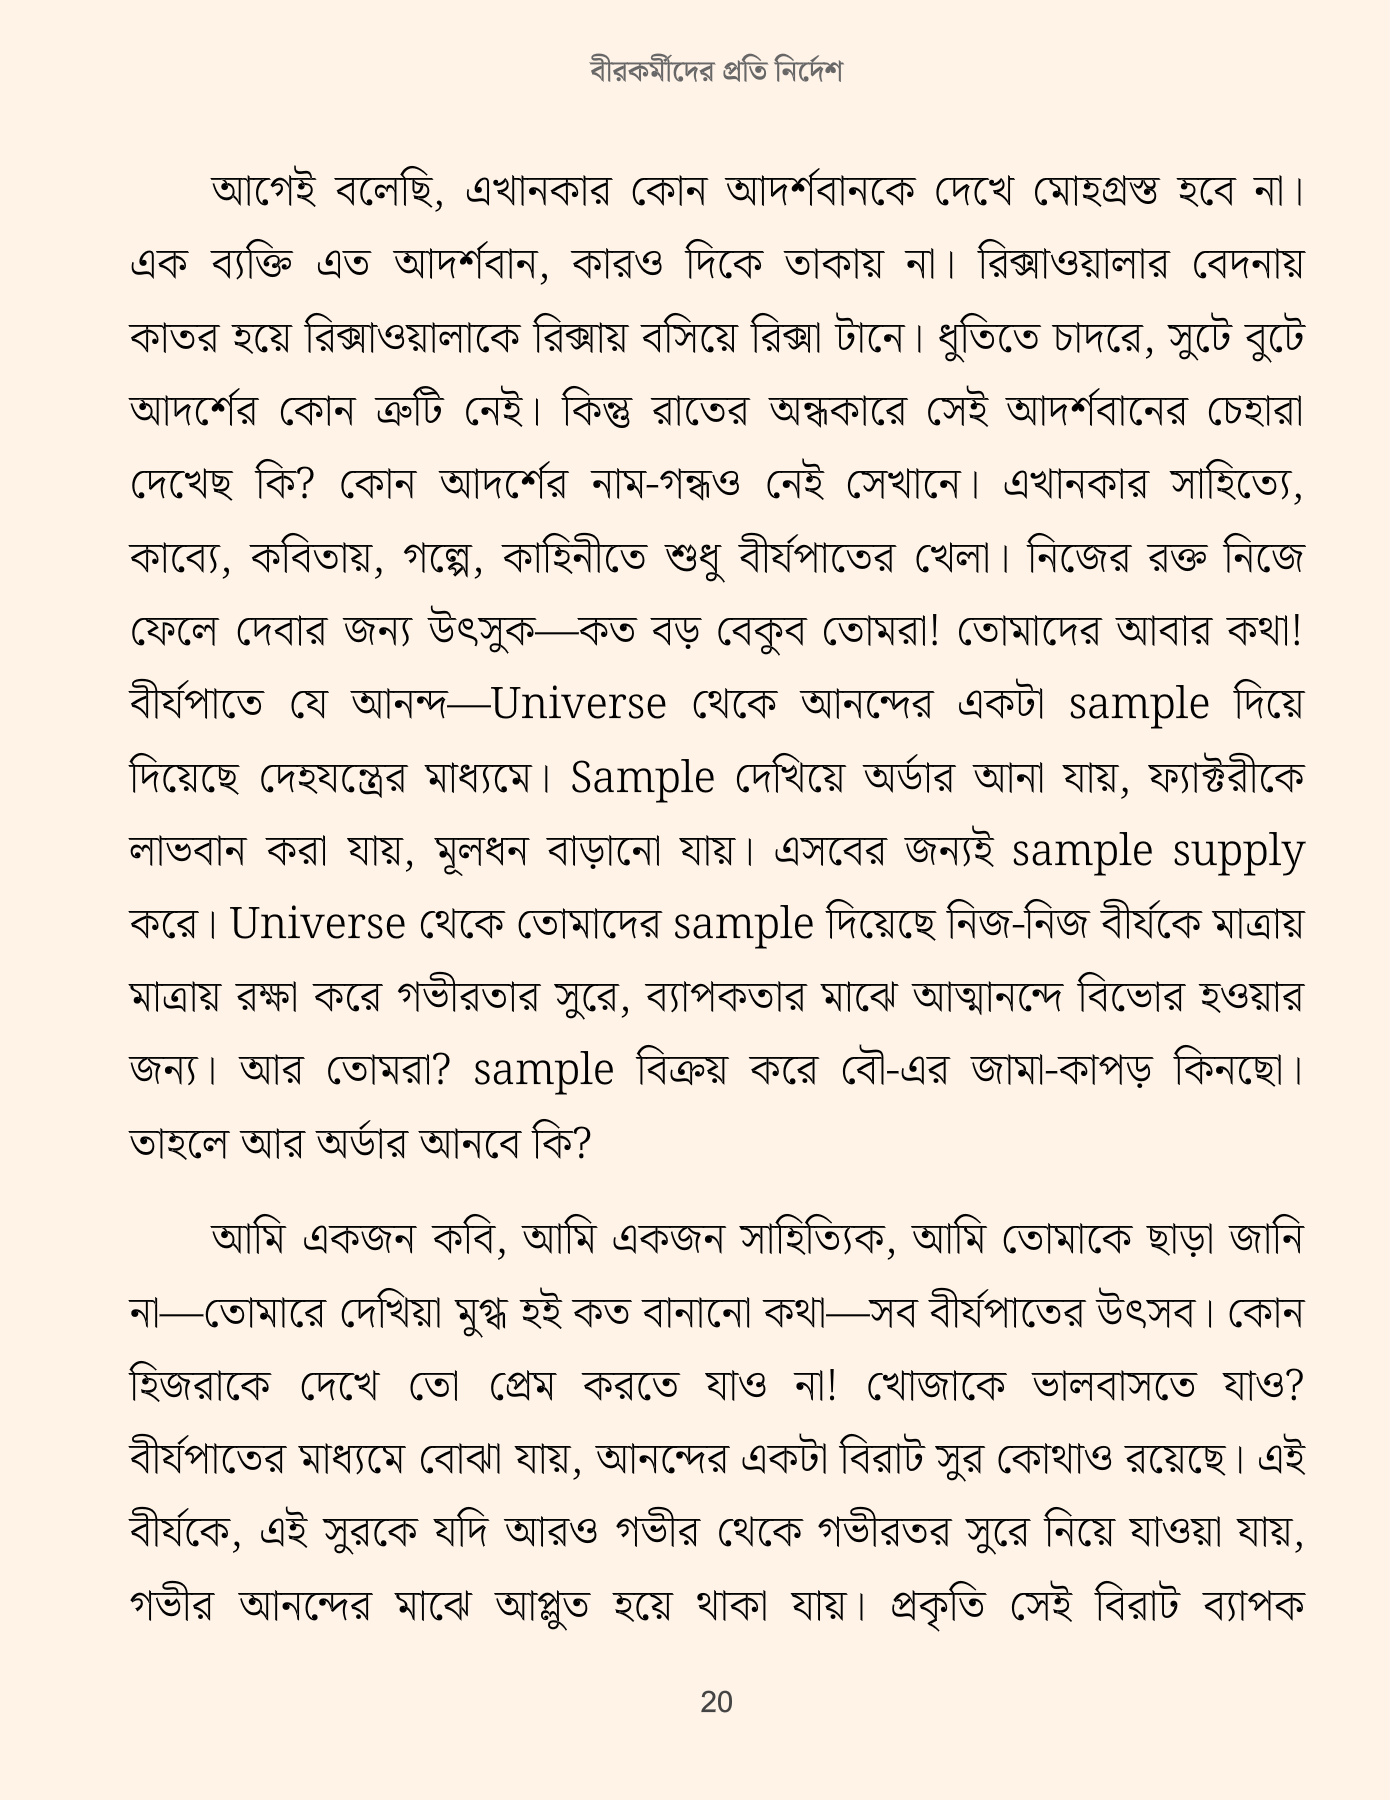 বীরকর্মীদের প্রতি নির্দেশ
আগেই বলেছি, এখানকার কোন আদর্শবানকে দেখে মোহগ্রস্ত হবে না।
এক ব্যক্তি এত আদর্শবান, কারও দিকে তাকায় না। রিক্সাওয়ালার বেদনায়
কাতর হয়ে রিক্সাওয়ালাকে রিক্সায় বসিয়ে রিক্সা টানে। ধুতিতে চাদরে, সুটে বুটে
আদর্শের কোন ত্রুটি নেই। কিন্তু রাতের অন্ধকারে সেই আদর্শবানের চেহারা
দেখেছ কি? কোন আদর্শের নাম-গন্ধও নেই সেখানে। এখানকার সাহিত্যে,
কাব্যে, কবিতায়, গল্পে, কাহিনীতে শুধু বীর্যপাতের খেলা। নিজের রক্ত নিজে
ফেলে দেবার জন্য উৎসুক—কত বড় বেকুব তোমরা! তোমাদের আবার কথা!
বীর্যপাতে যে আনন্দ—Universe থেকে আনন্দের একটা sample দিয়ে
দিয়েছে দেহযন্ত্রের মাধ্যমে। Sample দেখিয়ে অর্ডার আনা যায়, ফ্যাক্টরীকে
লাভবান করা যায়, মূলধন বাড়ানো যায়। এসবের জন্যই sample supply
করে। Universe থেকে তোমাদের sample দিয়েছে নিজ-নিজ বীর্যকে মাত্রায়
মাত্রায় রক্ষা করে গভীরতার সুরে, ব্যাপকতার মাঝে আত্মানন্দে বিভোর হওয়ার
জন্য। আর তোমরা? sample বিক্রয় করে বৌ-এর জামা-কাপড় কিনছো।
তাহলে আর অর্ডার আনবে কি?
আমি একজন কবি, আমি একজন সাহিত্যিক, আমি তোমাকে ছাড়া জানি
না—তোমারে দেখিয়া মুগ্ধ হই কত বানানো কথা—সব বীর্যপাতের উৎসব। কোন
হিজরাকে দেখে তো প্রেম করতে যাও না! খোজাকে ভালবাসতে যাও?
বীর্যপাতের মাধ্যমে বোঝা যায়, আনন্দের একটা বিরাট সুর কোথাও রয়েছে। এই
বীর্যকে, এই সুরকে যদি আরও গভীর থেকে গভীরতর সুরে নিয়ে যাওয়া যায়,
গভীর আনন্দের মাঝে আপ্লুত হয়ে থাকা যায়। প্রকৃতি সেই বিরাট ব্যাপক
20